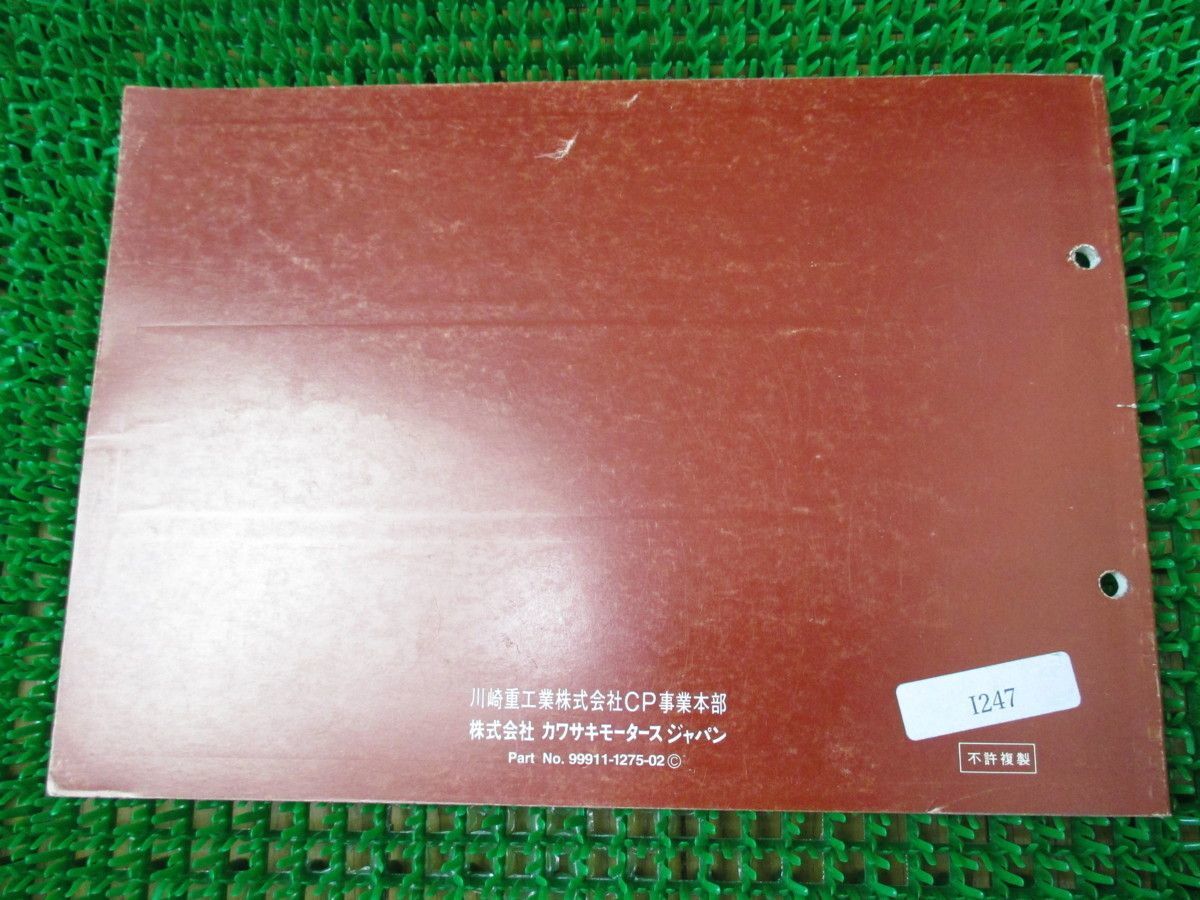 川崎重工業株式会社CP事業本部
株式会社 カワサキモータースジャパン
Part No. 99911-1275-02 ©
I247
不許複製